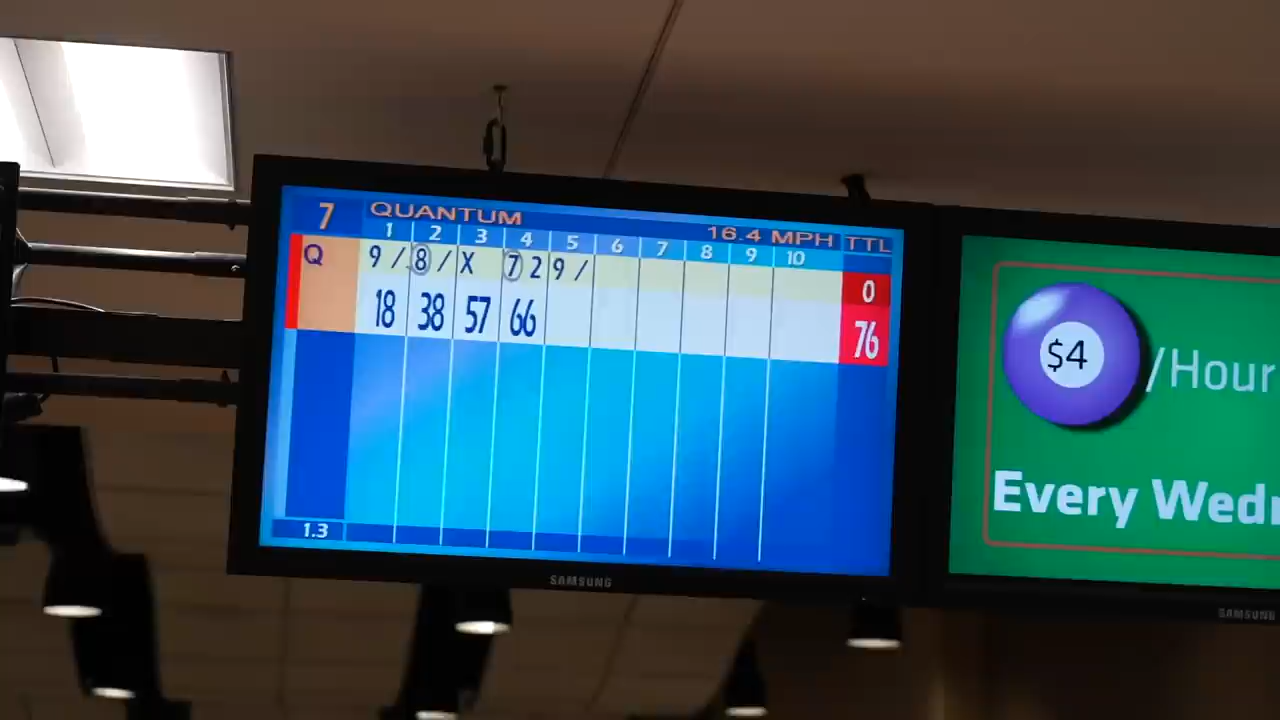 7 QUANTUM 16.4 MPH TTL
1 2 3 4 5 6 7 8 9 10
Q 9 / 8 / X 7 2 9 / 0
18 38 57 66 76
1.3
SAMSUNG
$4 /Hour
Every Wedn
SAMSUNG